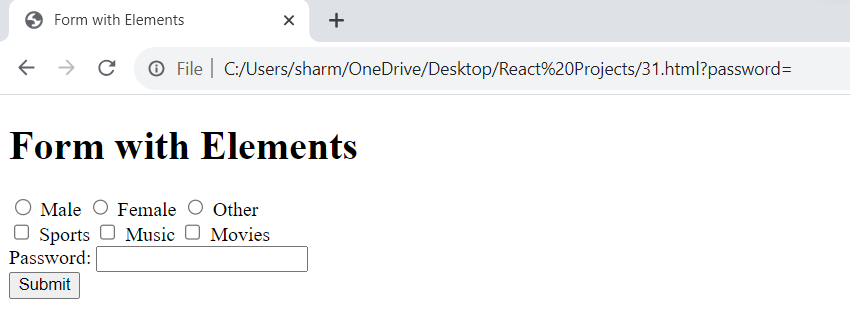 Form with Elements
File | C:/Users/sharm/OneDrive/Desktop/React%20Projects/31.html?password=
Form with Elements
Male Female Other
Sports Music Movies
Password:
Submit